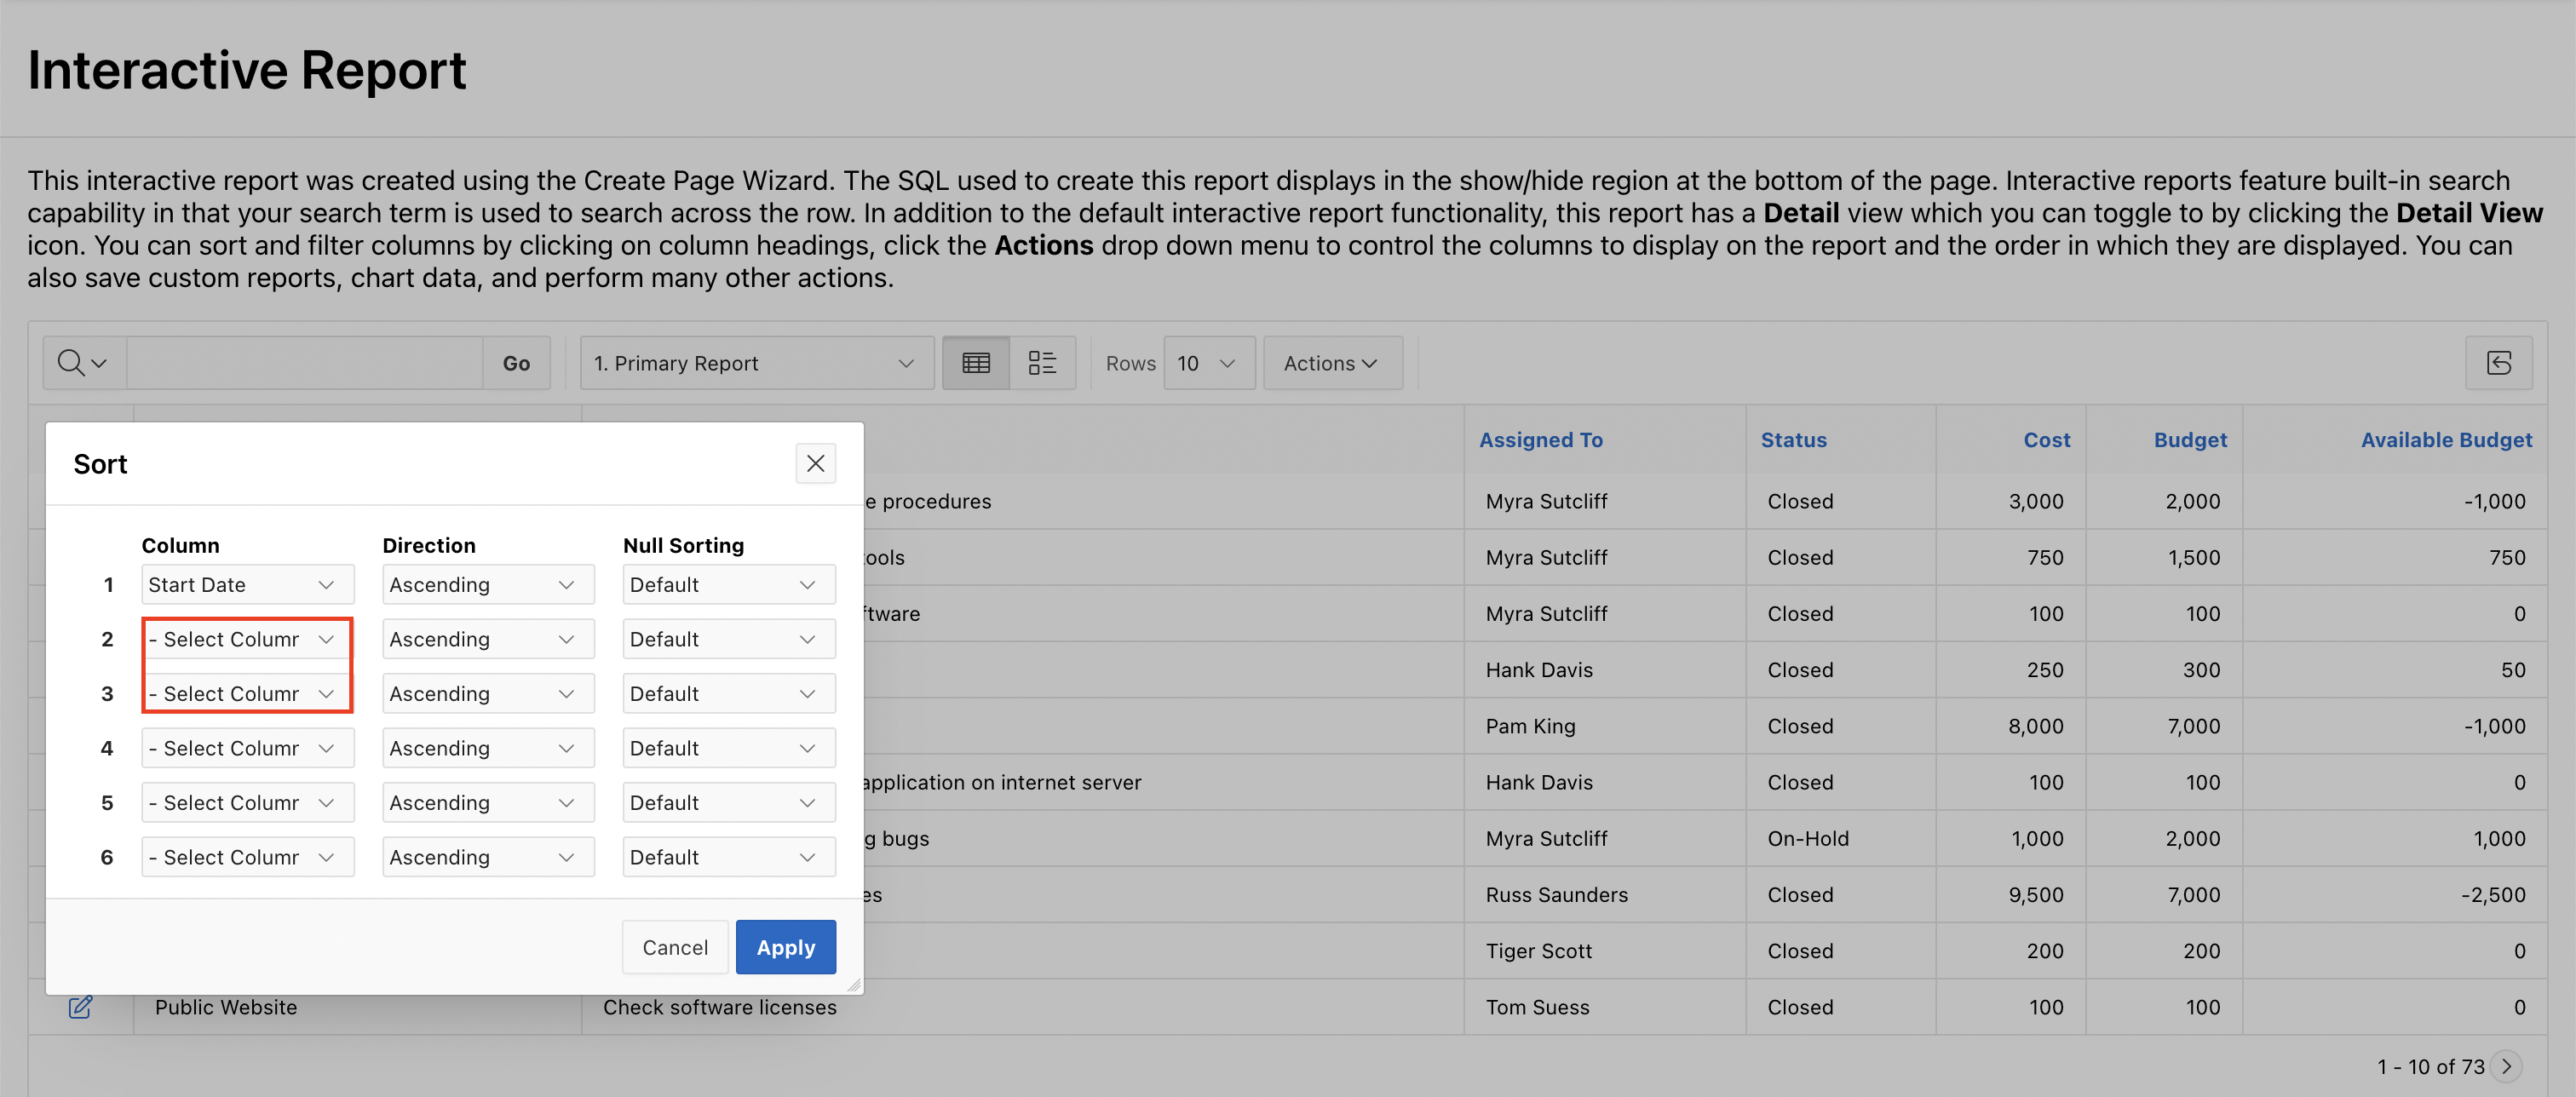 Interactive Report
This interactive report was created using the Create Page Wizard. The SQL used to create this report displays in the show/hide region at the bottom of the page. Interactive reports feature built-in search
capability in that your search term is used to search across the row. In addition to the default interactive report functionality, this report has a Detail view which you can toggle to by clicking the Detail View
icon. You can sort and filter columns by clicking on column headings, click the Actions drop down menu to control the columns to display on the report and the order in which they are displayed. You can
also save custom reports, chart data, and perform many other actions.
Go 1. Primary Report Rows 10 Actions
Assigned To Status Cost Budget Available Budget
e procedures Myra Sutcliff Closed 3,000 2,000 -1,000
ools Myra Sutcliff Closed 750 1,500 750
ftware Myra Sutcliff Closed 100 100 0
Hank Davis Closed 250 300 50
Pam King Closed 8,000 7,000 -1,000
application on internet server Hank Davis Closed 100 100 0
g bugs Myra Sutcliff On-Hold 1,000 2,000 1,000
es Russ Saunders Closed 9,500 7,000 -2,500
Tiger Scott Closed 200 200 0
Public Website Check software licenses Tom Suess Closed 100 100 0
1 - 10 of 73
Sort
Column Direction Null Sorting
1 Start Date Ascending Default
2 - Select Column Ascending Default
3 - Select Column Ascending Default
4 - Select Column Ascending Default
5 - Select Column Ascending Default
6 - Select Column Ascending Default
Cancel Apply